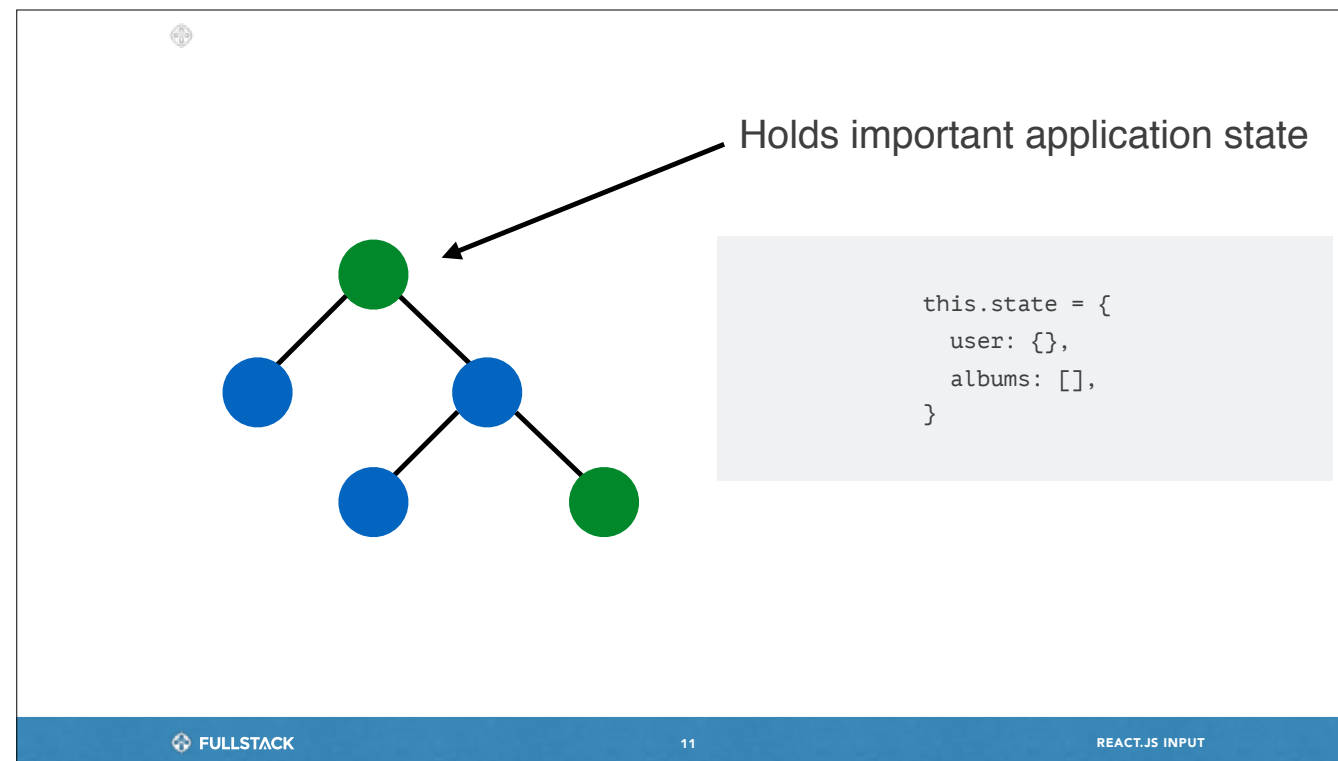 Holds important application state
this.state = {
  user: {},
  albums: [],
}
FULLSTACK
11
REACT.JS INPUT